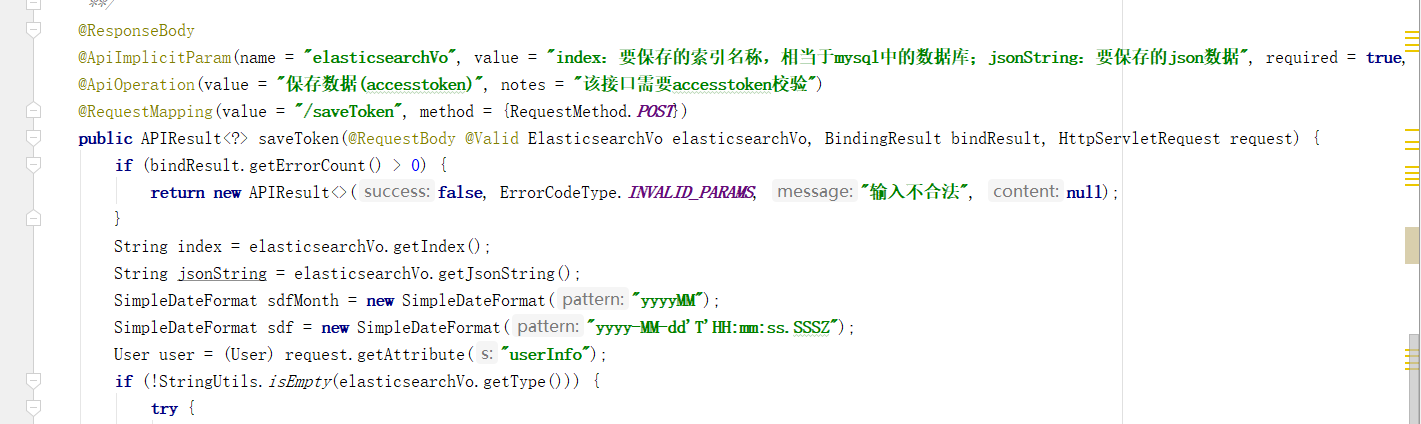 **/
@ResponseBody
@ApiImplicitParam(name = "elasticsearchVo", value = "index：要保存的索引名称，相当于mysql中的数据库；jsonString：要保存的json数据", required = true,
@ApiOperation(value = "保存数据(accesstoken)", notes = "该接口需要accesstoken校验")
@RequestMapping(value = "/saveToken", method = {RequestMethod.POST})
public APIResult<?> saveToken(@RequestBody @Valid ElasticsearchVo elasticsearchVo, BindingResult bindResult, HttpServletRequest request) {
    if (bindResult.getErrorCount() > 0) {
        return new APIResult<>( success: false, ErrorCodeType.INVALID_PARAMS, message: "输入不合法", content: null);
    }
    String index = elasticsearchVo.getIndex();
    String jsonString = elasticsearchVo.getJsonString();
    SimpleDateFormat sdfMonth = new SimpleDateFormat( pattern: "yyyyMM");
    SimpleDateFormat sdf = new SimpleDateFormat( pattern: "yyyy-MM-dd'T'HH:mm:ss.SSSZ");
    User user = (User) request.getAttribute( s: "userInfo");
    if (!StringUtils.isEmpty(elasticsearchVo.getType())) {
        try {